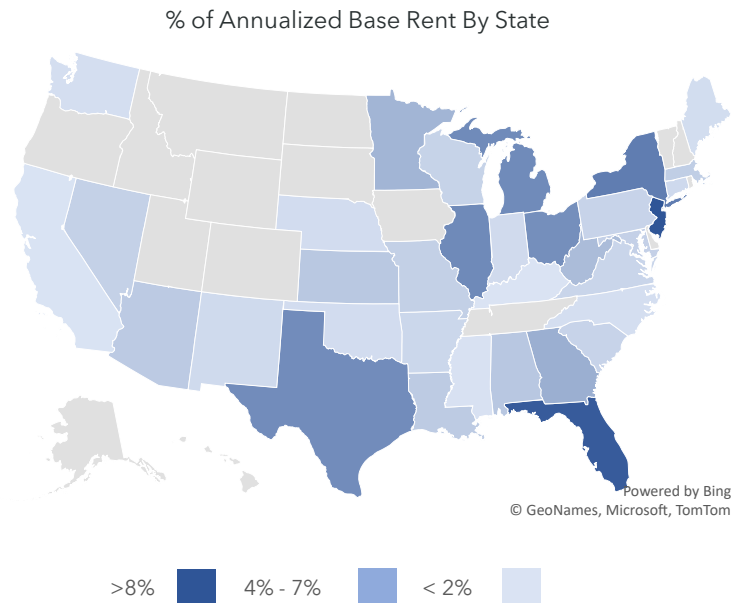 % of Annualized Base Rent By State
Powered by Bing
© GeoNames, Microsoft, TomTom
>8% 4% - 7% < 2%